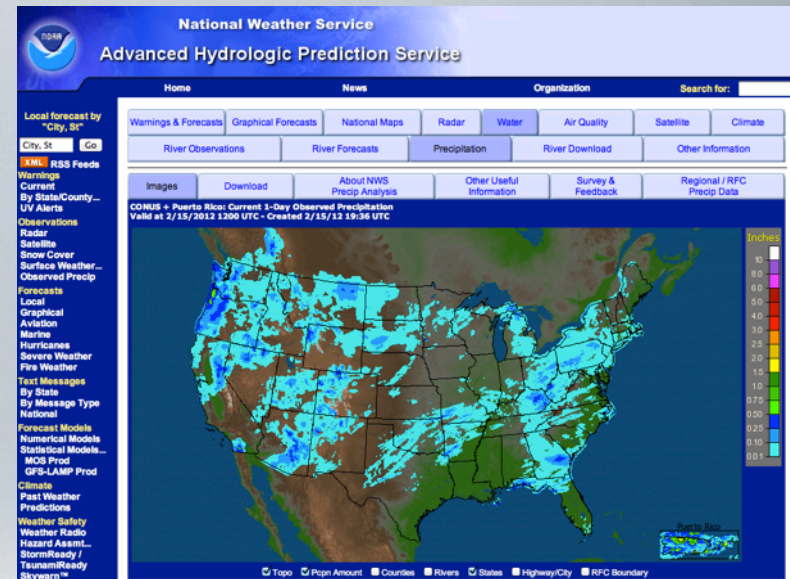 NOAA
National Weather Service
Advanced Hydrologic Prediction Service
Home News Organization Search for:
Local forecast by
"City, St"
City, St Go
XML RSS Feeds
Warnings
Current
By State/County...
UV Alerts
Observations
Radar
Satellite
Snow Cover
Surface Weather...
Observed Precip
Forecasts
Local
Graphical
Aviation
Marine
Hurricanes
Severe Weather
Fire Weather
Text Messages
By State
By Message Type
National
Forecast Models
Numerical Models
Statistical Models...
MOS Prod
GFS-LAMP Prod
Climate
Past Weather
Predictions
Weather Safety
Weather Radio
Hazard Assmt...
StormReady /
TsunamiReady
Skywarn™
Warnings & Forecasts Graphical Forecasts National Maps Radar Water Air Quality Satellite Climate
River Observations River Forecasts Precipitation River Download Other Information
Images Download About NWS Precip Analysis Other Useful Information Survey & Feedback Regional / RFC Precip Data
CONUS + Puerto Rico: Current 1-Day Observed Precipitation
Valid at 2/15/2012 1200 UTC - Created 2/15/12 19:36 UTC
Inches
10
8.0
6.0
5.0
4.0
3.0
2.5
2.0
1.5
1.0
0.75
0.50
0.25
0.10
0.01
Puerto Rico
Topo Pcpn Amount Counties Rivers States Highway/City RFC Boundary